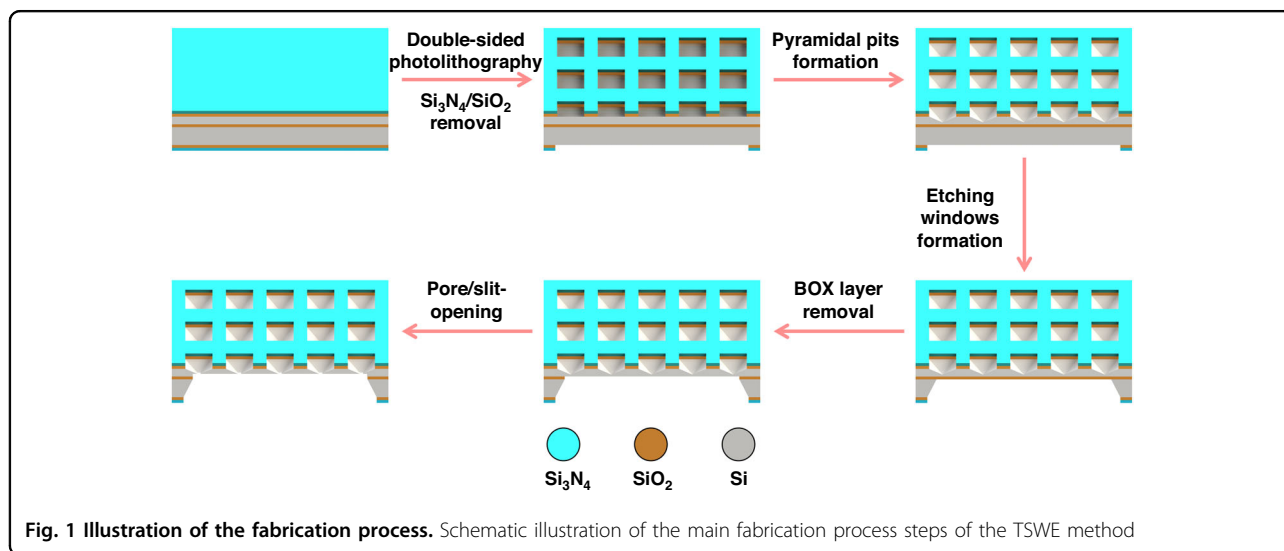 Double-sided
photolithography
Si₃N₄/SiO₂
removal
Pyramidal pits
formation
Etching
windows
formation
BOX layer
removal
Pore/slit-
opening
Si₃N₄
SiO₂
Si
Fig. 1 Illustration of the fabrication process. Schematic illustration of the main fabrication process steps of the TSWE method